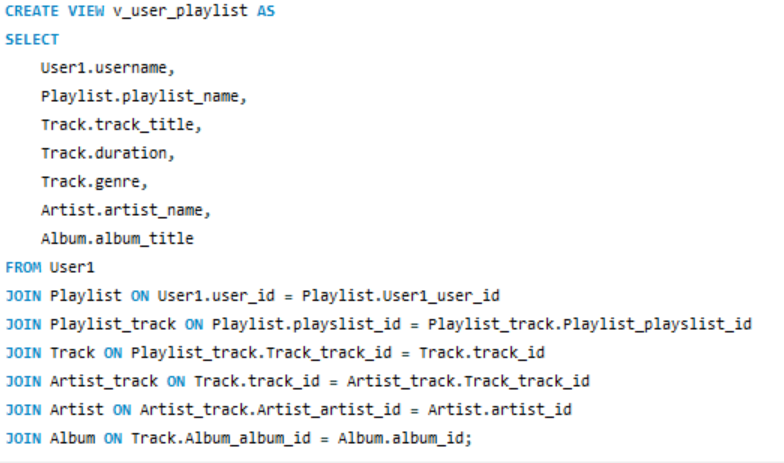 CREATE VIEW v_user_playlist AS
SELECT
User1.username,
Playlist.playlist_name,
Track.track_title,
Track.duration,
Track.genre,
Artist.artist_name,
Album.album_title
FROM User1
JOIN Playlist ON User1.user_id = Playlist.User1_user_id
JOIN Playlist_track ON Playlist.playslist_id = Playlist_track.Playlist_playslist_id
JOIN Track ON Playlist_track.Track_track_id = Track.track_id
JOIN Artist_track ON Track.track_id = Artist_track.Track_track_id
JOIN Artist ON Artist_track.Artist_artist_id = Artist.artist_id
JOIN Album ON Track.Album_album_id = Album.album_id;